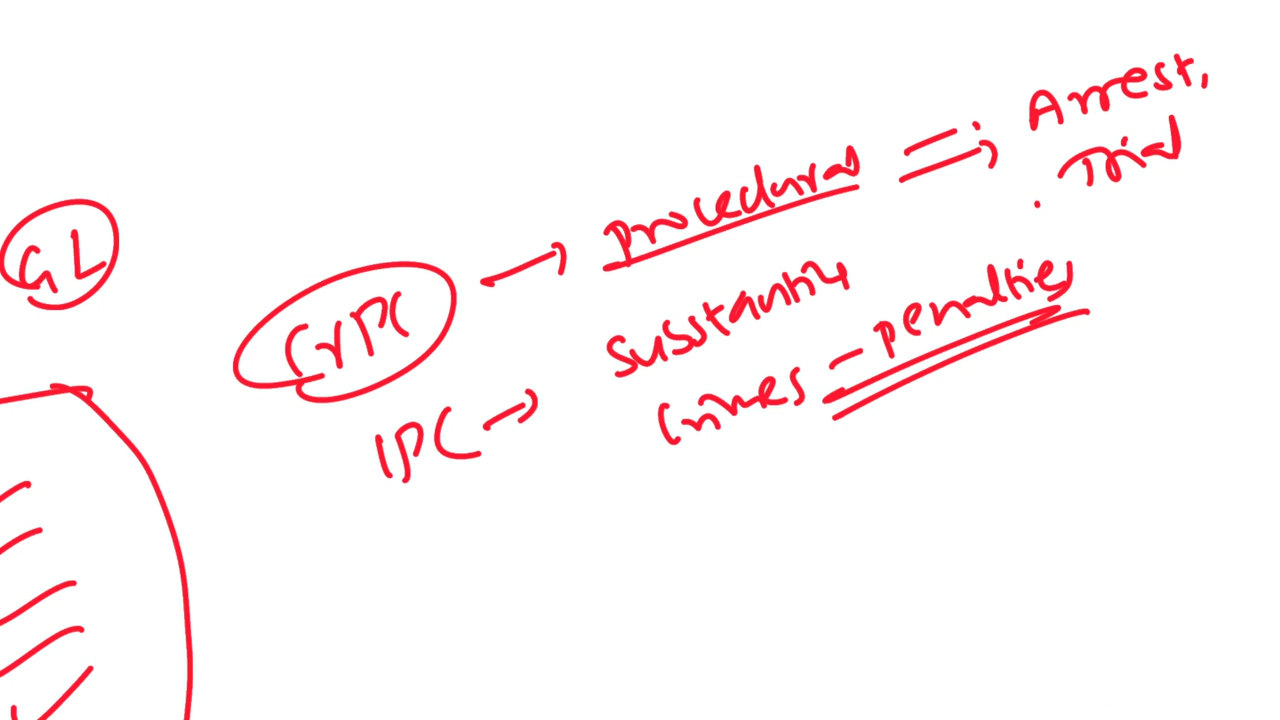 GL
CrPC → Procedural ⇒ Arrest,
Trial
IPC → Substantive
Crimes - Penalties